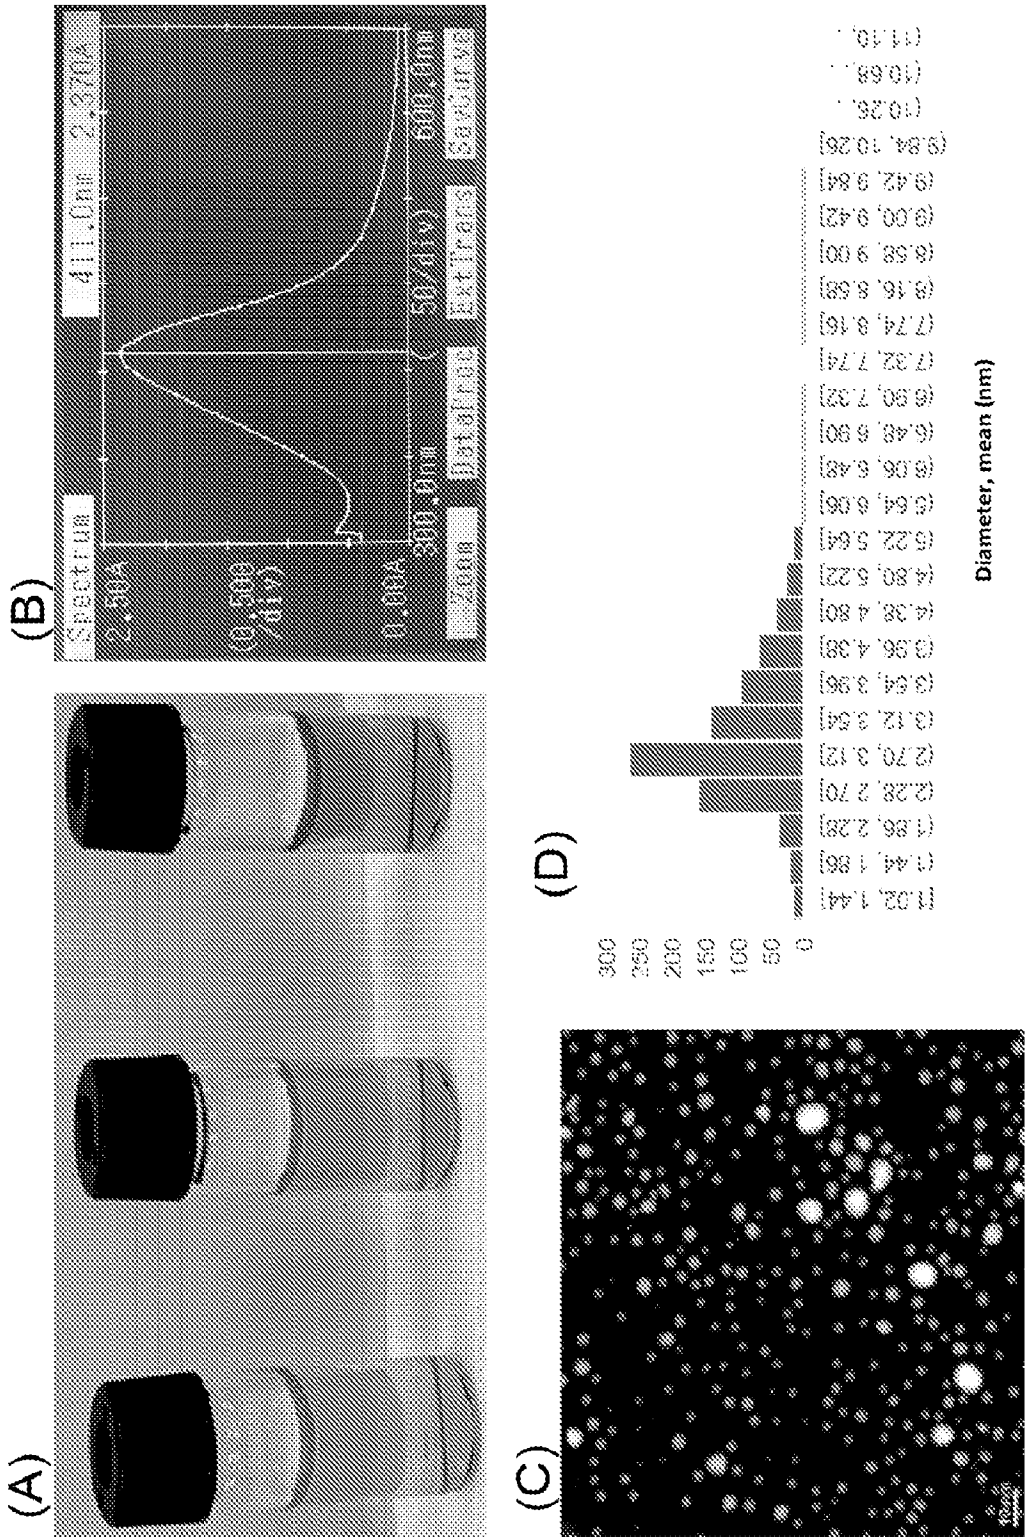 (A)
(B)
Spectrum 411.0nm 2.370A
2.50A
(0.500
/div)
0.00A
300.0nm ( 50/div) 600.0nm
Zoom DataProc ExtTrans SavCurve
(C)
10 nm
(D)
300
250
200
150
100
50
0
[1.02, 1.44]
(1.44, 1.86]
(1.86, 2.28]
(2.28, 2.70]
(2.70, 3.12]
(3.12, 3.54]
(3.54, 3.96]
(3.96, 4.38]
(4.38, 4.80]
(4.80, 5.22]
(5.22, 5.64]
(5.64, 6.06]
(6.06, 6.48]
(6.48, 6.90]
(6.90, 7.32]
(7.32, 7.74]
(7.74, 8.16]
(8.16, 8.58]
(8.58, 9.00]
(9.00, 9.42]
(9.42, 9.84]
(9.84, 10.26]
(10.26, ...
(10.68, ...
(11.10, ...
Diameter, mean (nm)